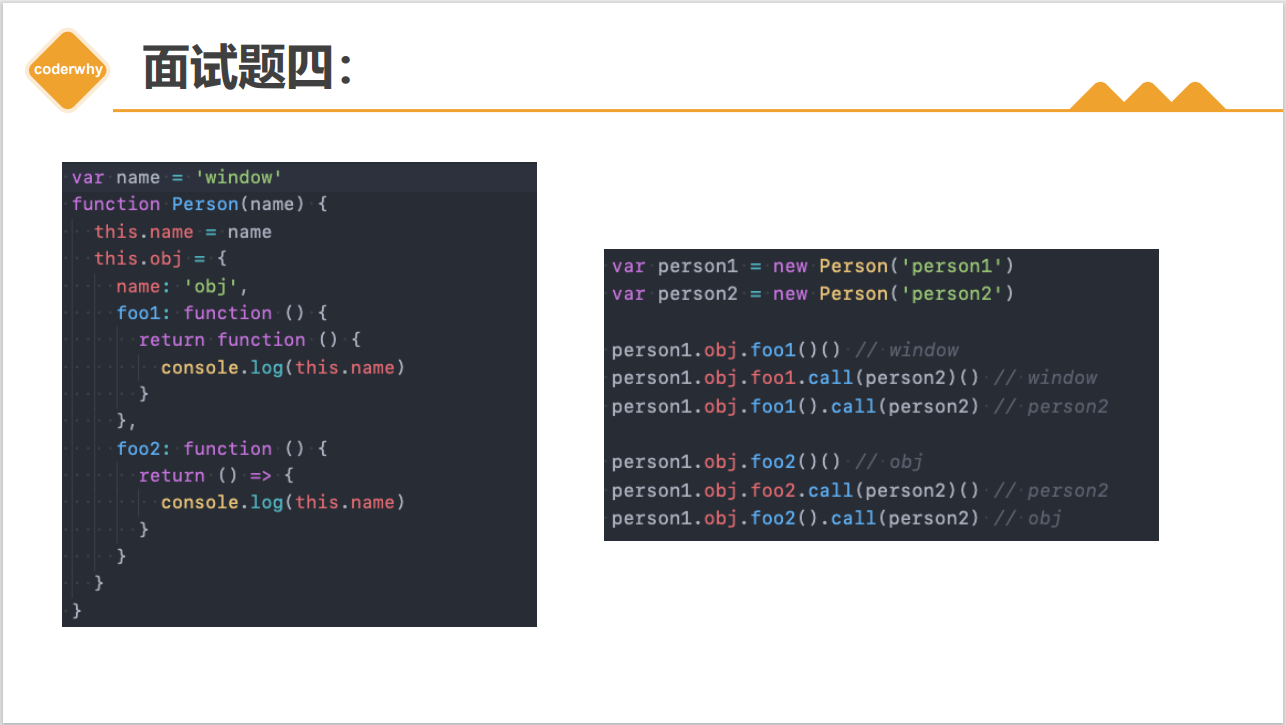 coderwhy
面试题四：
var name = 'window'
function Person(name) {
  this.name = name
  this.obj = {
    name: 'obj',
    foo1: function () {
      return function () {
        console.log(this.name)
      }
    },
    foo2: function () {
      return () => {
        console.log(this.name)
      }
    }
  }
}
var person1 = new Person('person1')
var person2 = new Person('person2')
person1.obj.foo1()() // window
person1.obj.foo1.call(person2)() // window
person1.obj.foo1().call(person2) // person2
person1.obj.foo2()() // obj
person1.obj.foo2.call(person2)() // person2
person1.obj.foo2().call(person2) // obj